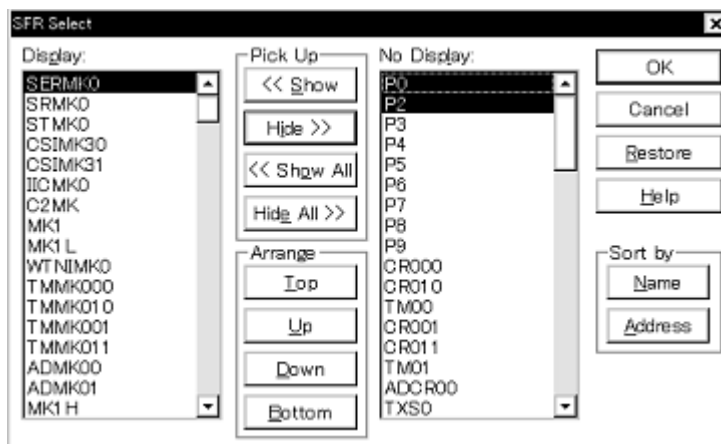 SFR Select
Display:
SERMK0
SRMK0
STMK0
CSIMK30
CSIMK31
IICMK0
C2MK
MK1
MK1L
WTNIMK0
TMMK000
TMMK010
TMMK001
TMMK011
ADMK00
ADMK01
MK1H
Pick Up
<< Show
Hide >>
<< Show All
Hide All >>
Arrange
Top
Up
Down
Bottom
No Display:
P0
P2
P3
P4
P5
P6
P7
P8
P9
CR000
CR010
TM00
CR001
CR011
TM01
ADCR00
TXS0
OK
Cancel
Restore
Help
Sort by
Name
Address